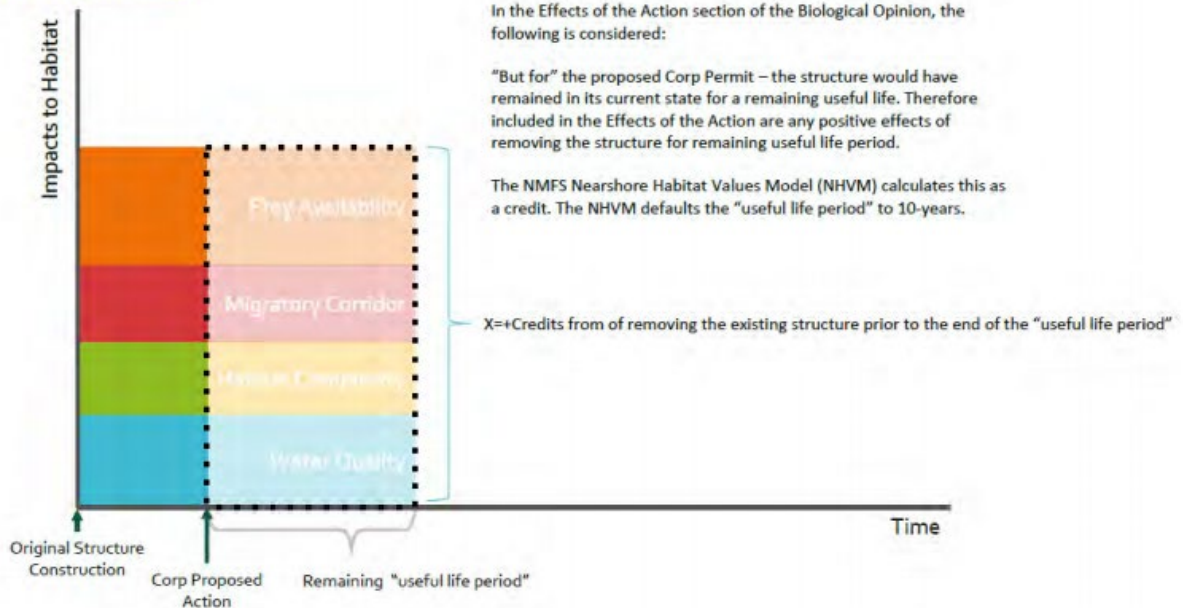 In the Effects of the Action section of the Biological Opinion, the
following is considered:
"But for" the proposed Corp Permit – the structure would have
remained in its current state for a remaining useful life. Therefore
included in the Effects of the Action are any positive effects of
removing the structure for remaining useful life period.
The NMFS Nearshore Habitat Values Model (NHVM) calculates this as
a credit. The NHVM defaults the "useful life period" to 10-years.
Impacts to Habitat
Prey Availability
Migratory Corridor
Water Quality
X=+Credits from of removing the existing structure prior to the end of the "useful life period"
Time
Original Structure
Construction
Corp Proposed
Action
Remaining "useful life period"